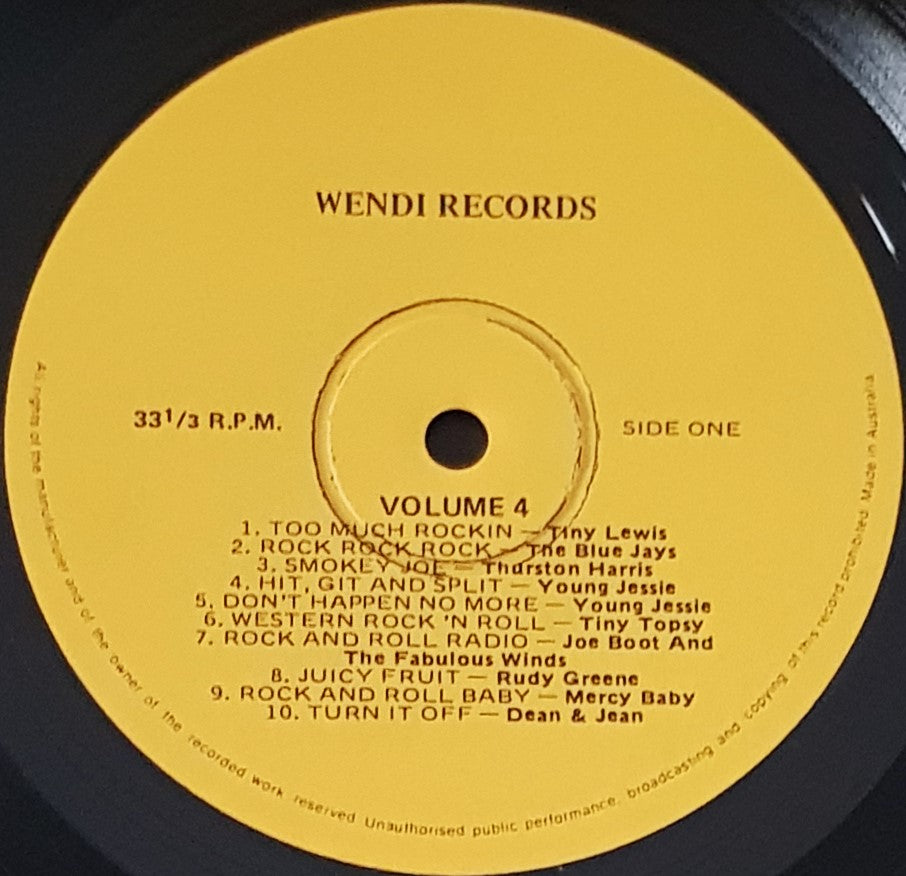 WENDI RECORDS
33 1/3 R.P.M.
SIDE ONE
VOLUME 4
1. TOO MUCH ROCKIN — Tiny Lewis
2. ROCK ROCK ROCK — The Blue Jays
3. SMOKEY JOE — Thurston Harris
4. HIT, GIT AND SPLIT — Young Jessie
5. DON'T HAPPEN NO MORE — Young Jessie
6. WESTERN ROCK 'N ROLL — Tiny Topsy
7. ROCK AND ROLL RADIO — Joe Boot And
The Fabulous Winds
8. JUICY FRUIT — Rudy Greene
9. ROCK AND ROLL BABY — Mercy Baby
10. TURN IT OFF — Dean & Jean
All rights of the manufacturer and of the owner of the recorded work reserved Unauthorised public performance, broadcasting and copying of this record prohibited Made in Australia